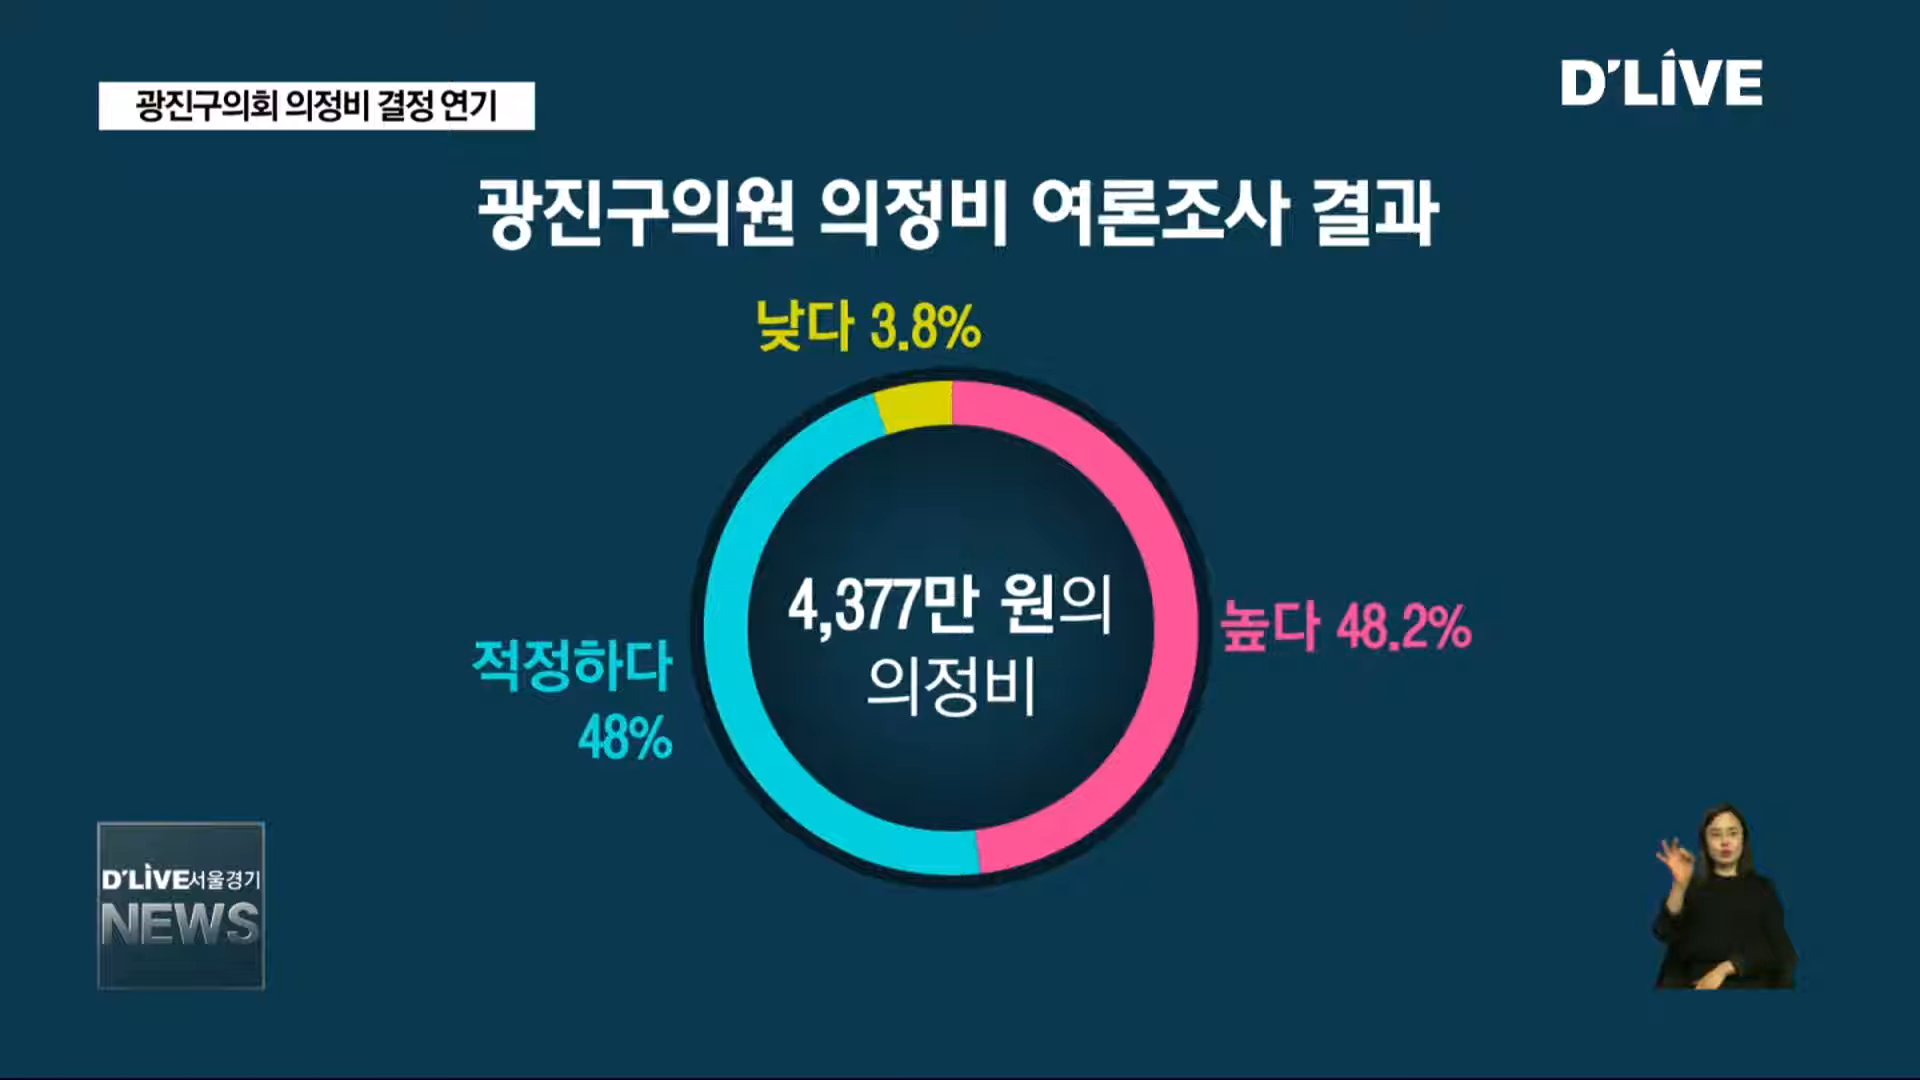 광진구의회 의정비 결정 연기
D'LIVE
광진구의원 의정비 여론조사 결과
낮다 3.8%
4,377만 원의
의정비
높다 48.2%
적정하다
48%
D'LIVE서울경기
NEWS